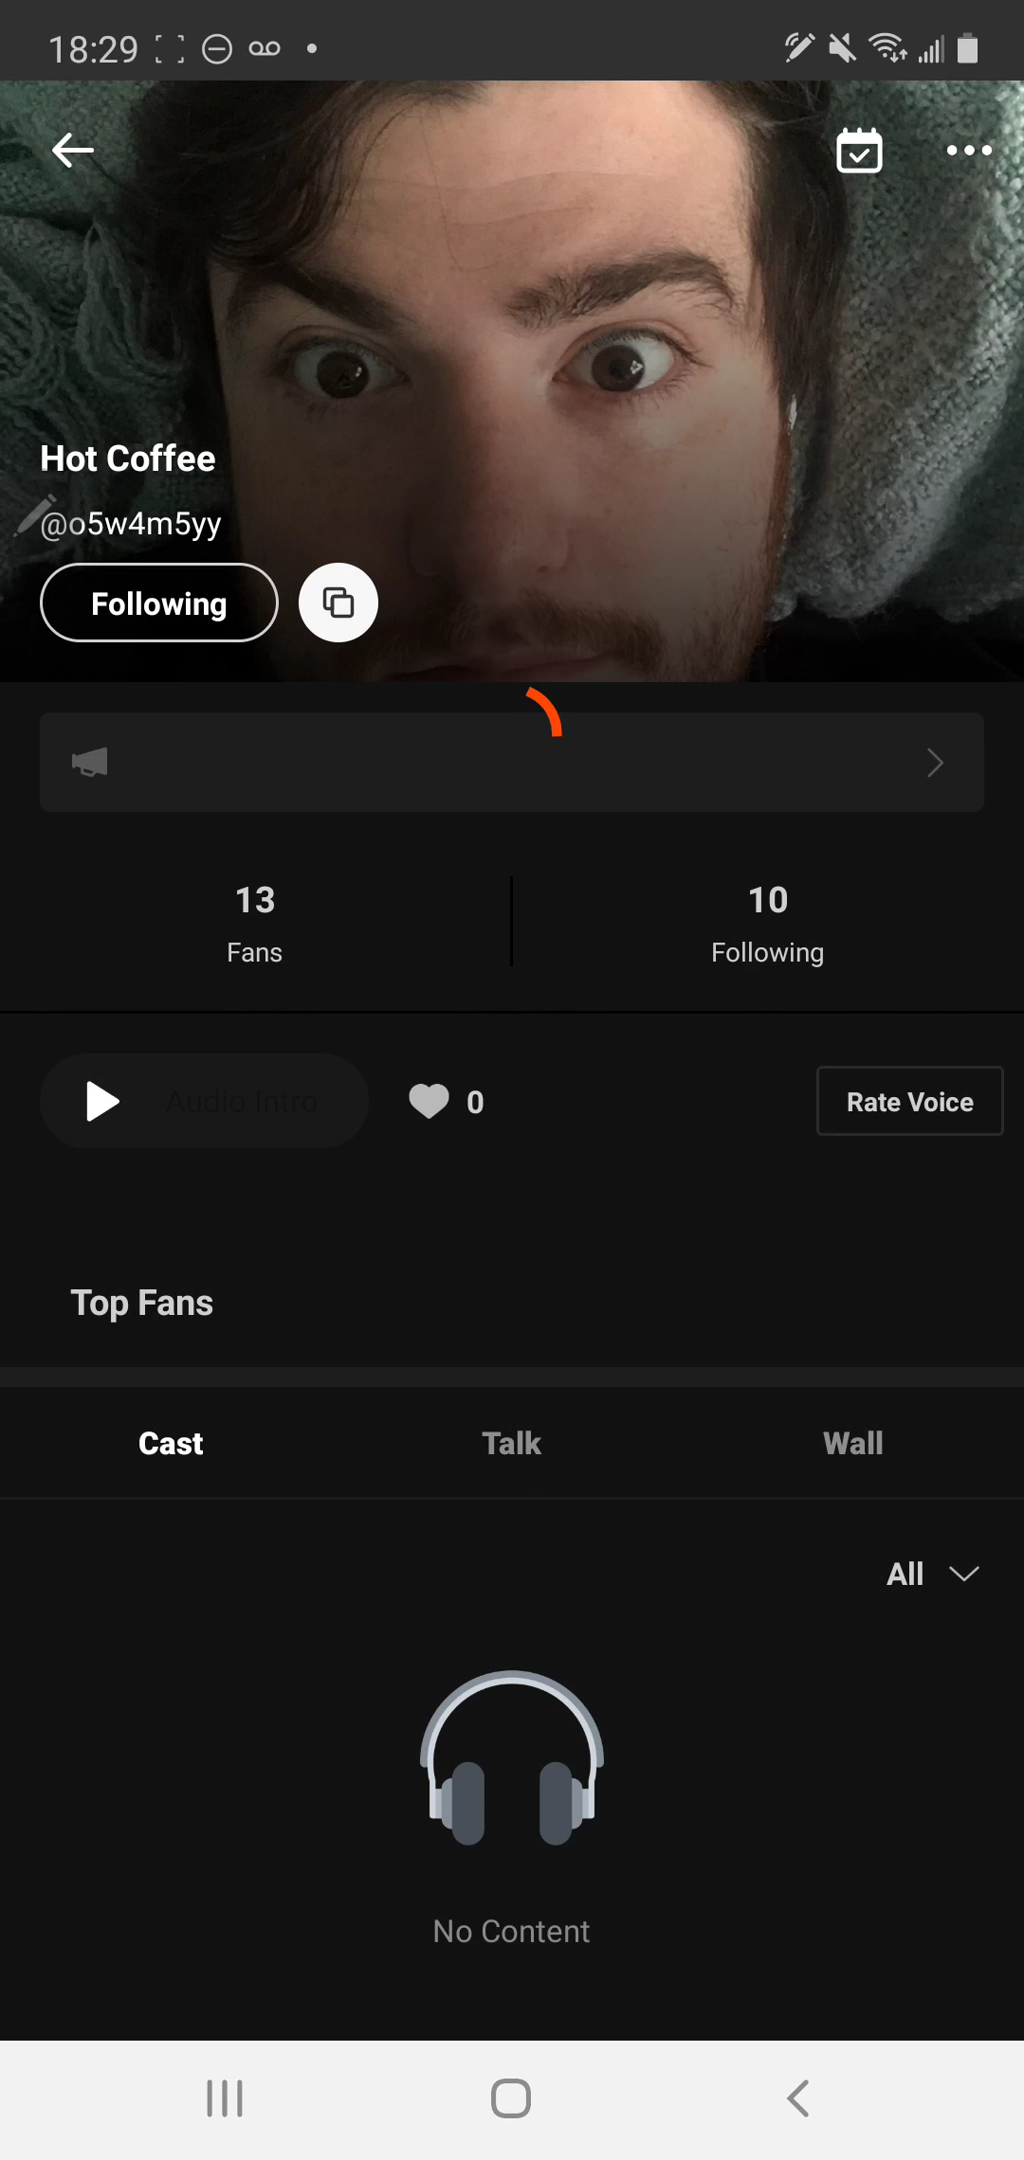 18:29
Hot Coffee
@o5w4m5yy
Following
13
Fans
10
Following
Audio Intro
0
Rate Voice
Top Fans
Cast
Talk
Wall
All
No Content